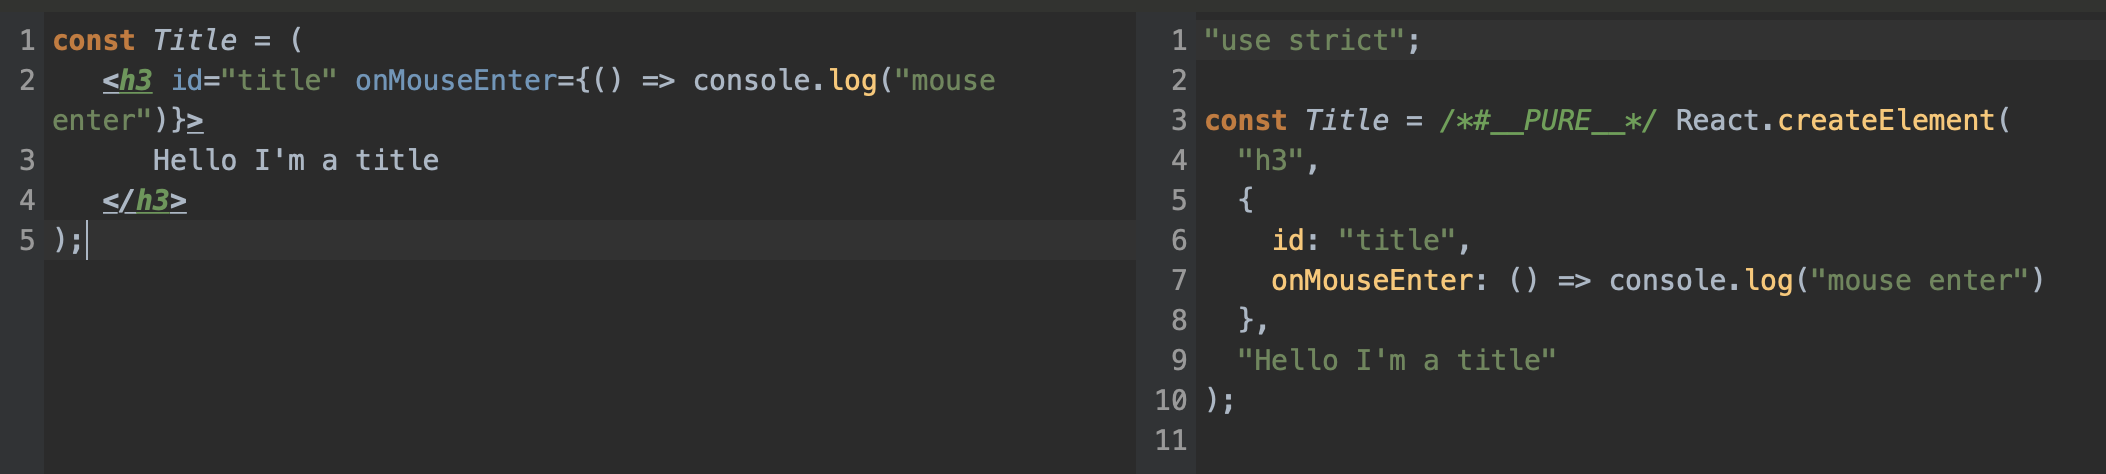 1 const Title = (
2 <h3 id="title" onMouseEnter={() => console.log("mouse
enter")}>
3 Hello I'm a title
4 </h3>
5 );
1 "use strict";
2
3 const Title = /*#__PURE__*/ React.createElement(
4 "h3",
5 {
6 id: "title",
7 onMouseEnter: () => console.log("mouse enter")
8 },
9 "Hello I'm a title"
10 );
11